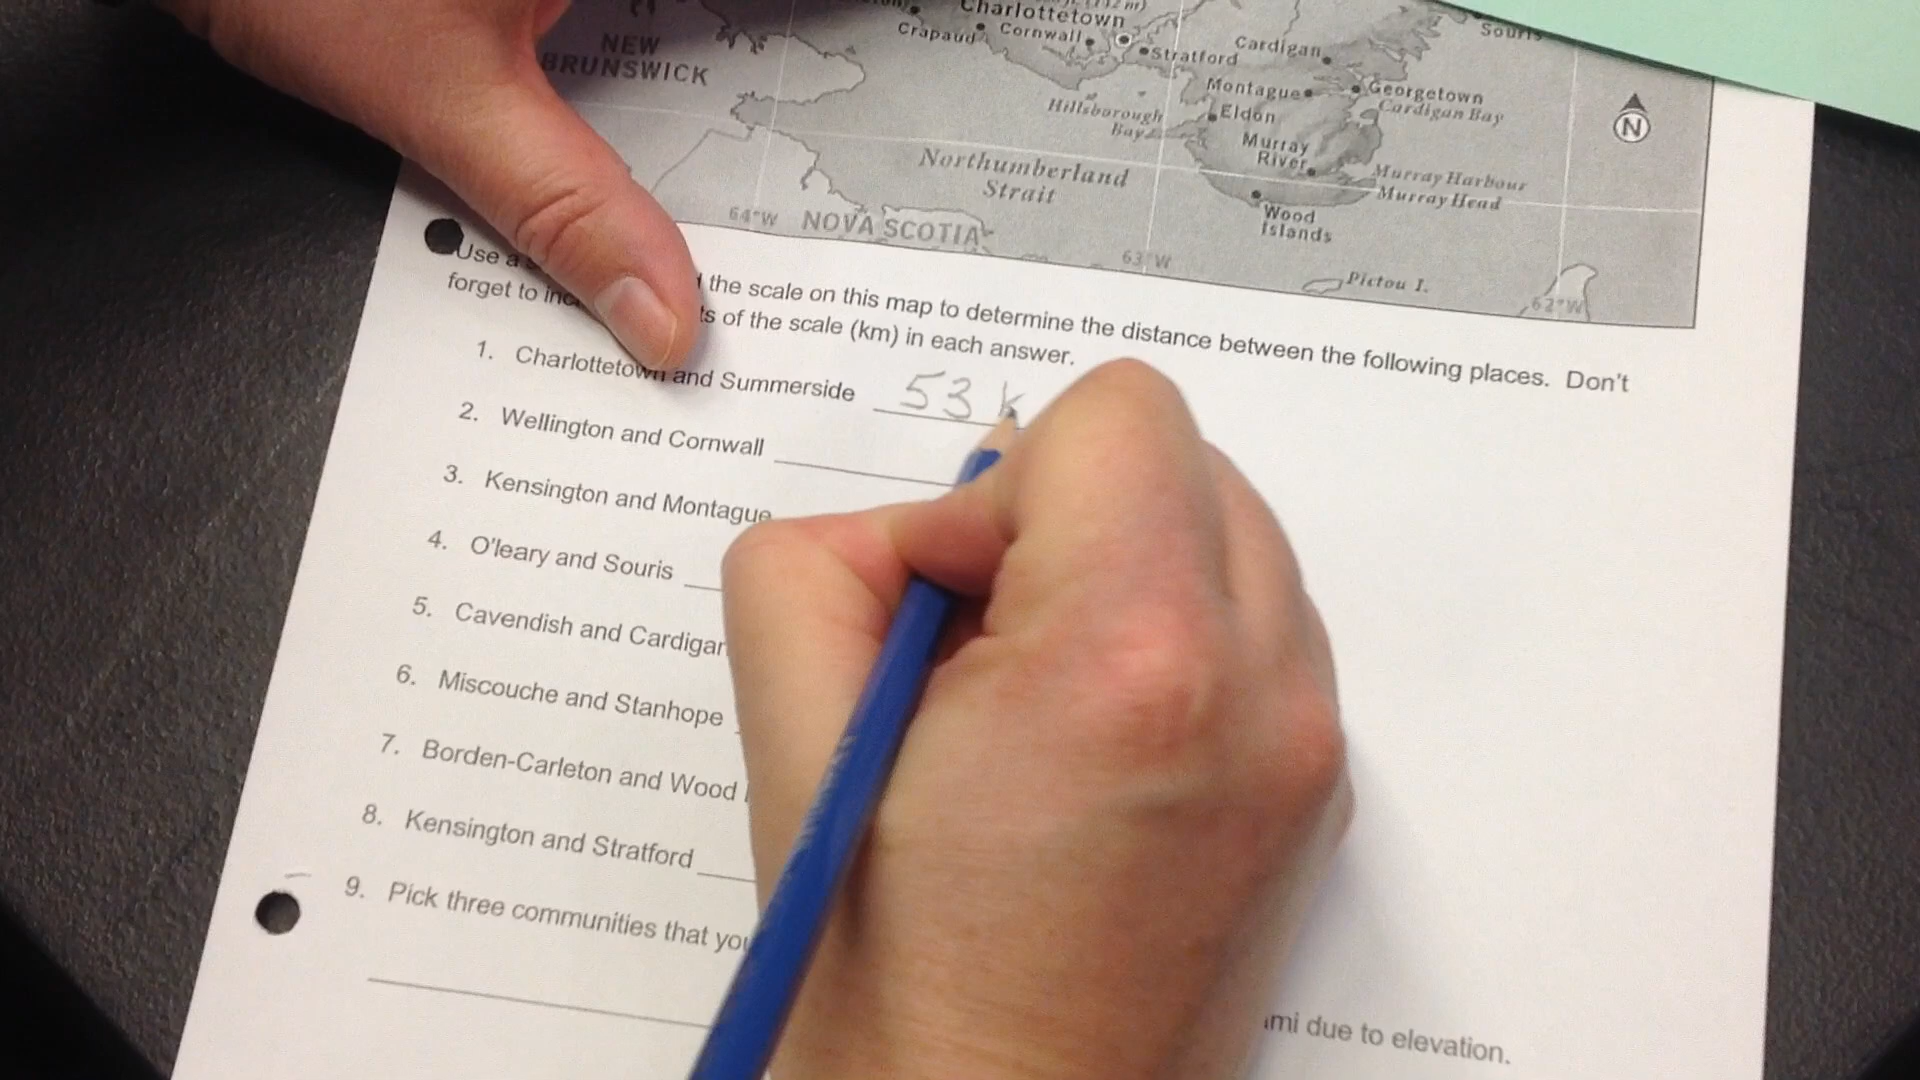 Charlottetown
Crapaud
Cornwall
Stratford
Cardigan
Souris
NEW
BRUNSWICK
Montague
Georgetown
Cardigan Bay
Hillsborough
Bay
Eldon
N
Murray
River
Northumberland
Strait
Murray Harbour
Murray Head
Wood
Islands
64°W
NOVA SCOTIA
63°W
Pictou I.
62°W
Use a the scale on this map to determine the distance between the following places. Don't
forget to of the scale (km) in each answer.
1. Charlottetown and Summerside 53 k
2. Wellington and Cornwall
3. Kensington and Montague
4. O'leary and Souris
5. Cavendish and Cardigan
6. Miscouche and Stanhope
7. Borden-Carleton and Wood
8. Kensington and Stratford
9. Pick three communities that you
due to elevation.